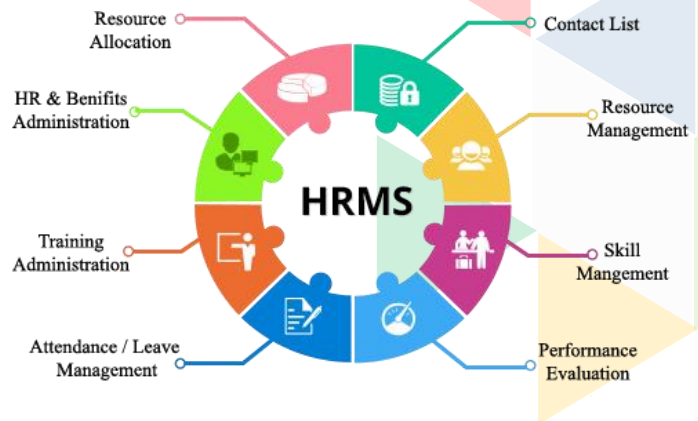 Resource
Allocation
Contact List
HR & Benifits
Administration
Resource
Management
HRMS
Training
Administration
Skill
Mangement
Attendance / Leave
Management
Performance
Evaluation